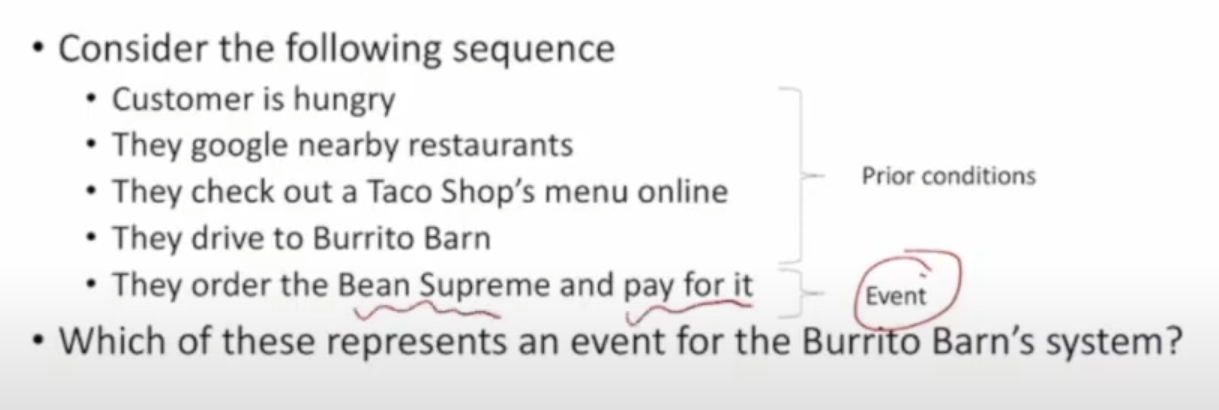 • Consider the following sequence
• Customer is hungry
• They google nearby restaurants
• They check out a Taco Shop's menu online
Prior conditions
• They drive to Burrito Barn
• They order the Bean Supreme and pay for it
Event
• Which of these represents an event for the Burrito Barn's system?